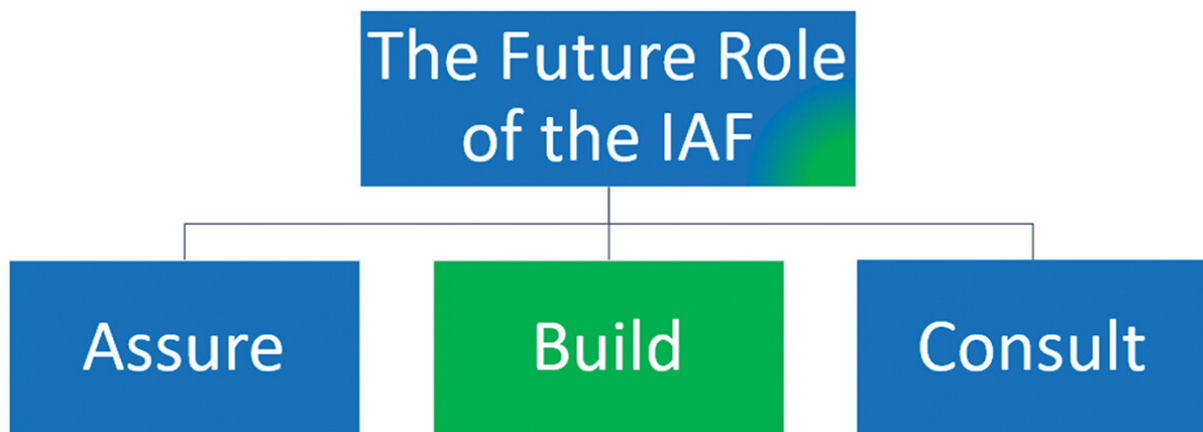 The Future Role
of the IAF
Assure
Build
Consult